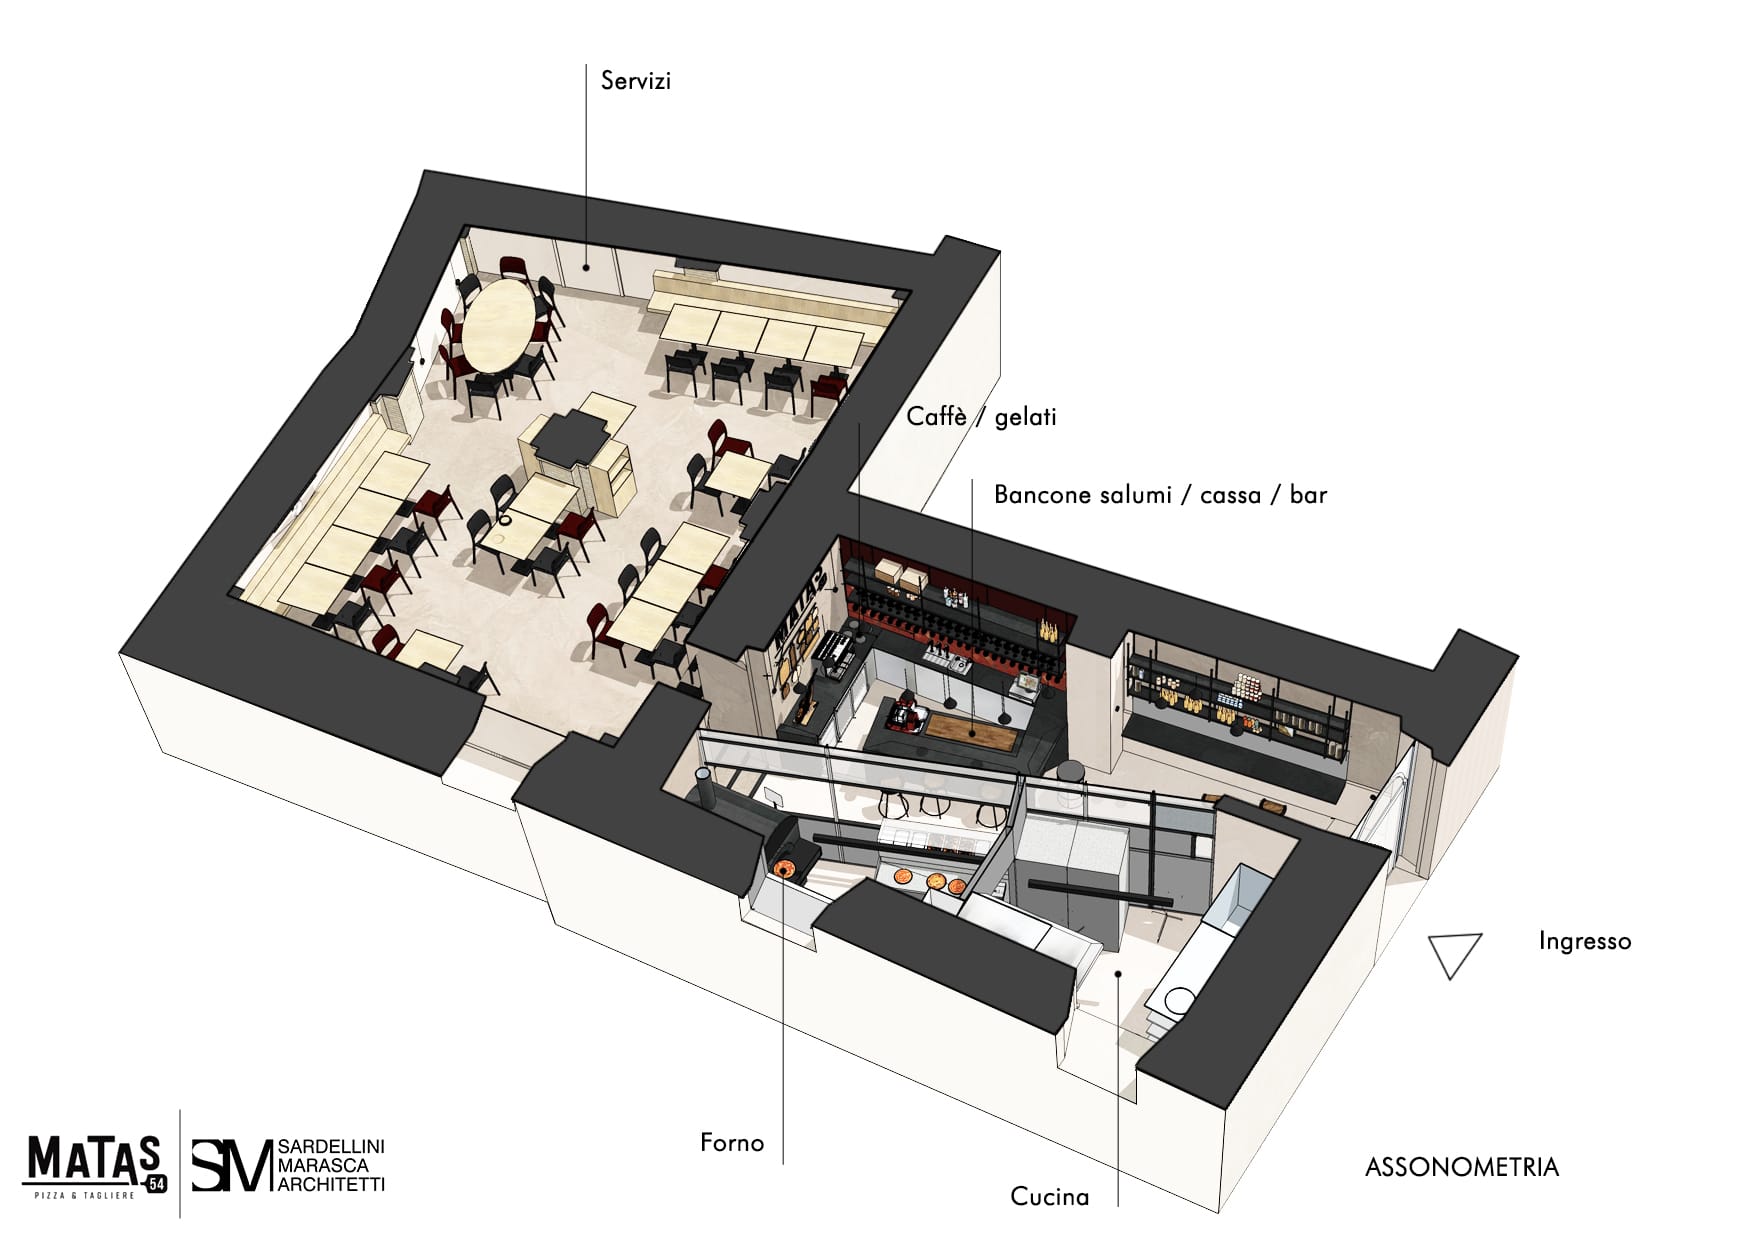 Servizi
Caffè / gelati
Bancone salumi / cassa / bar
MATAS
Ingresso
Forno
Cucina
ASSONOMETRIA
MATAS
54
PIZZA & TAGLIERE
SM
SARDELLINI
MARASCA
ARCHITETTI